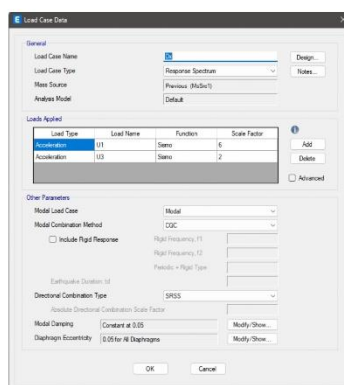 E Load Case Data
General
Load Case Name Dx Design...
Load Case Type Response Spectrum Notes...
Mass Source Previous (MsSrc1)
Analysis Model Default
Loads Applied
Load Type Load Name Function Scale Factor
Acceleration U1 Sismo 6 Add
Acceleration U3 Sismo 2 Delete
Advanced
Other Parameters
Modal Load Case Modal
Modal Combination Method CQC
Include Rigid Response Rigid Frequency, f1
Rigid Frequency, f2
Periodic + Rigid Type
Earthquake Duration, td
Directional Combination Type SRSS
Absolute Directional Combination Scale Factor
Modal Damping Constant at 0.05 Modify/Show...
Diaphragm Eccentricity 0.05 for All Diaphragms Modify/Show...
OK Cancel